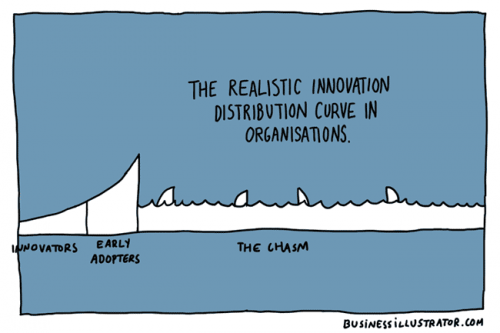 THE REALISTIC INNOVATION
DISTRIBUTION CURVE IN
ORGANISATIONS.
INNOVATORS
EARLY
ADOPTERS
THE CHASM
BUSINESSILLUSTRATOR.COM